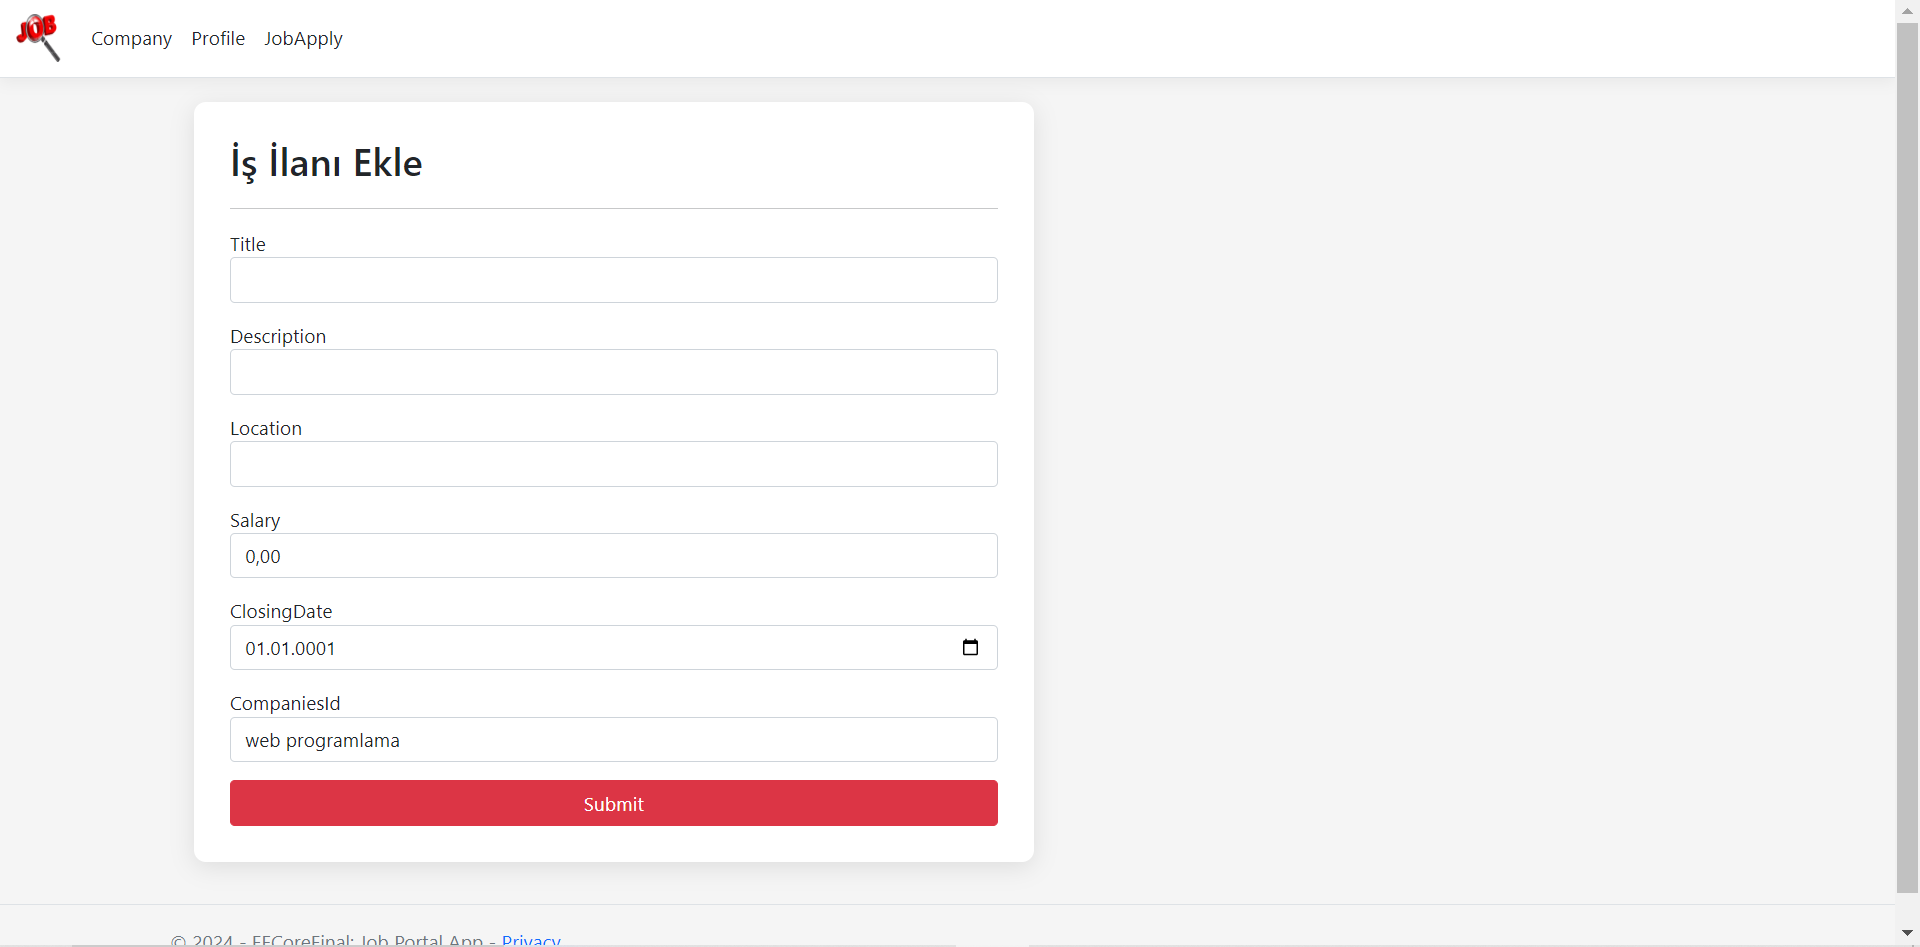 JOB
Company Profile JobApply
İş İlanı Ekle
Title
Description
Location
Salary
0,00
ClosingDate
01.01.0001
CompaniesId
web programlama
Submit
© 2024 - EFCoreFinal: Job Portal App - Privacy